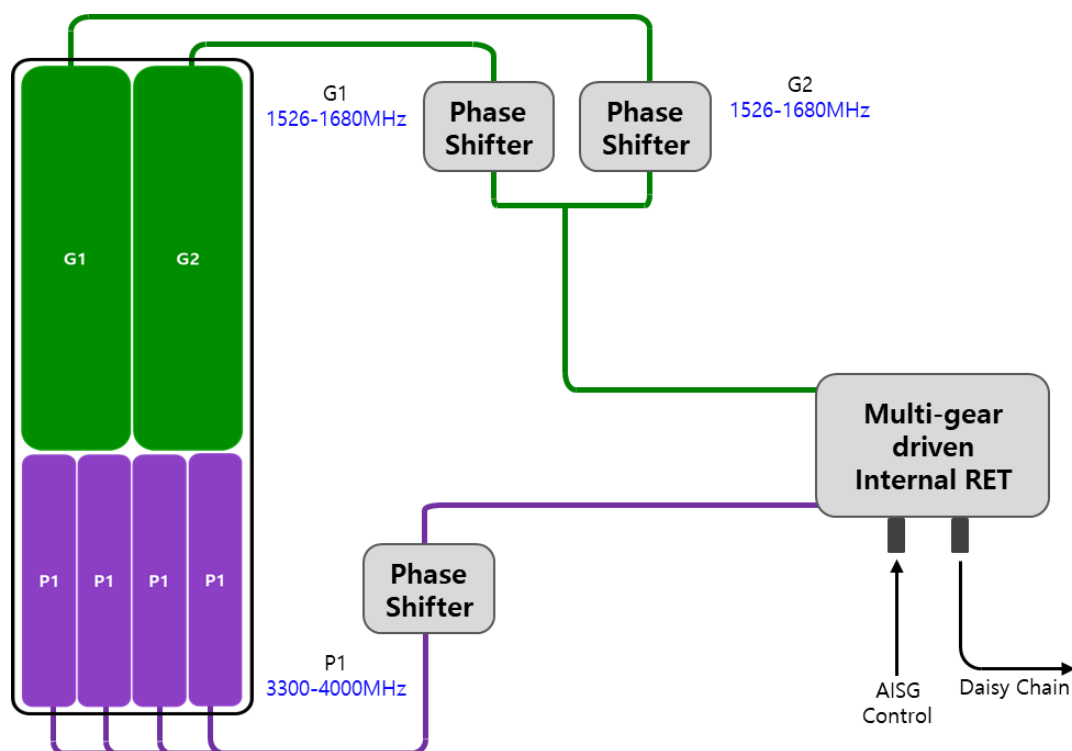 G1
1526-1680MHz
Phase
Shifter
Phase
Shifter
G2
1526-1680MHz
G1
G2
Multi-gear
driven
Internal RET
P1
P1
P1
P1
Phase
Shifter
P1
3300-4000MHz
AISG
Control
Daisy Chain